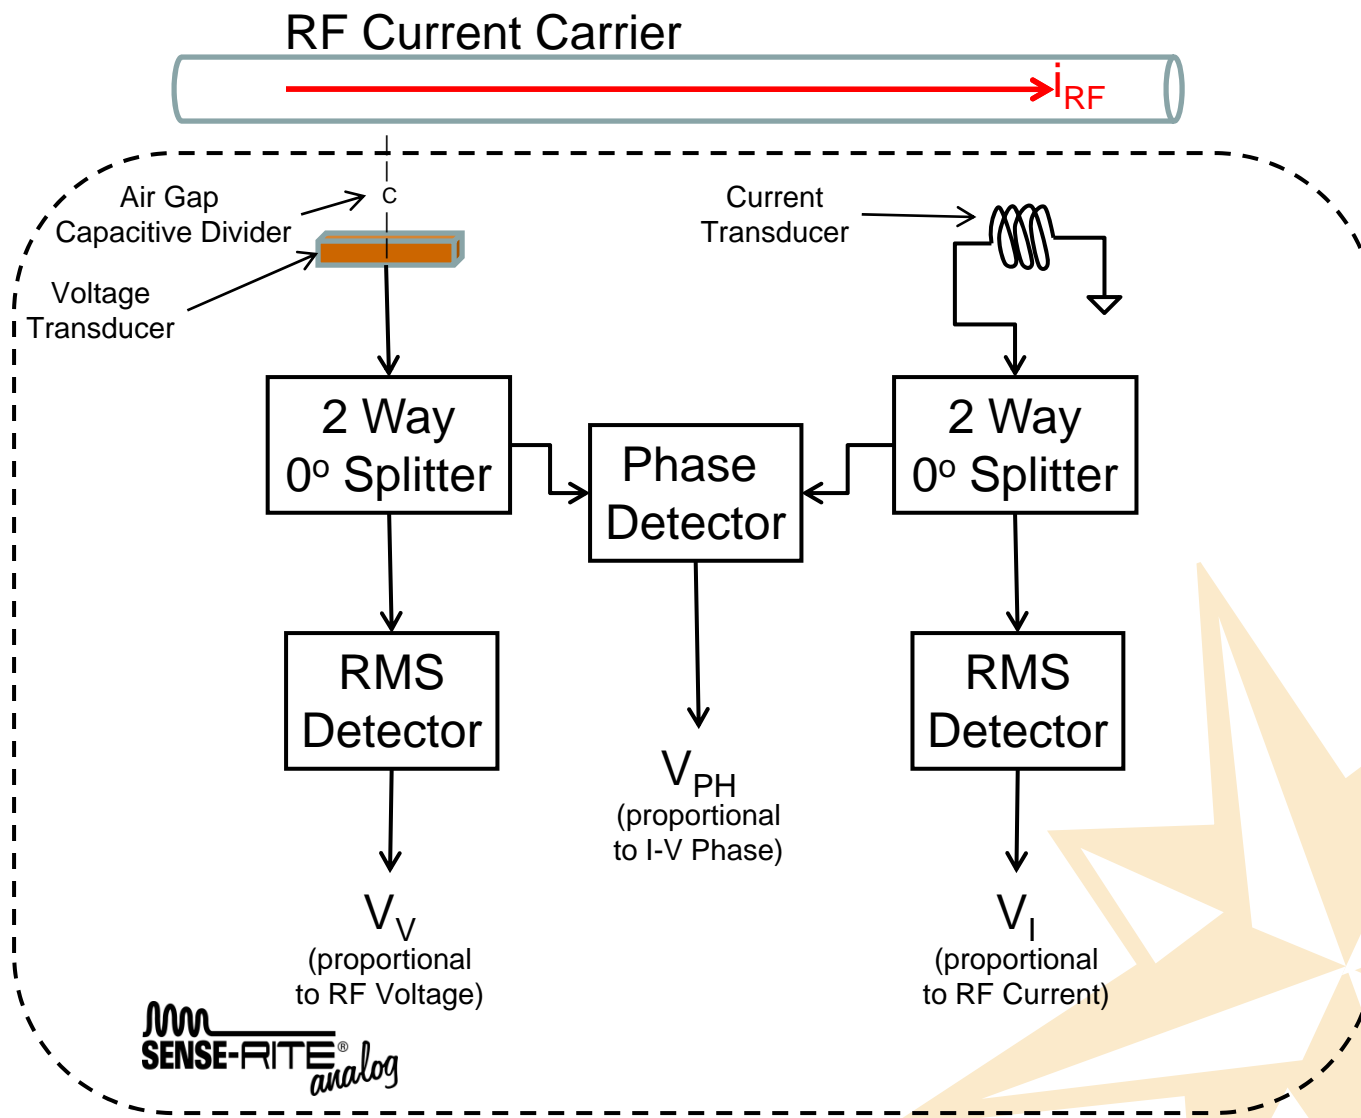 RF Current Carrier
iRF
Air Gap
Capacitive Divider
C
Current
Transducer
Voltage
Transducer
2 Way
0º Splitter
Phase
Detector
2 Way
0º Splitter
RMS
Detector
RMS
Detector
VPH
(proportional
to I-V Phase)
VV
(proportional
to RF Voltage)
VI
(proportional
to RF Current)
SENSE-RITE®
analog